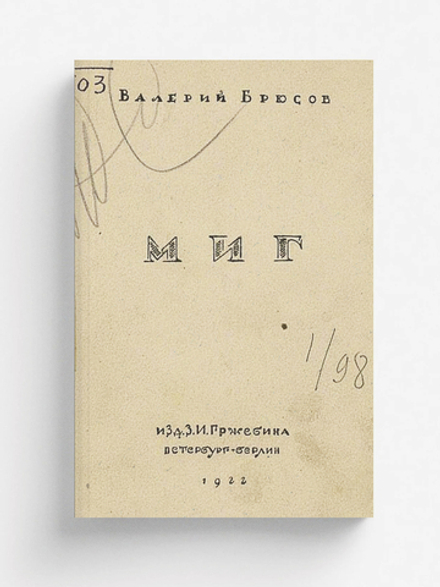 03
Валерий Брюсов
МИГ
1/98
изд. З.И. Гржебина
петербург-берлин
1922